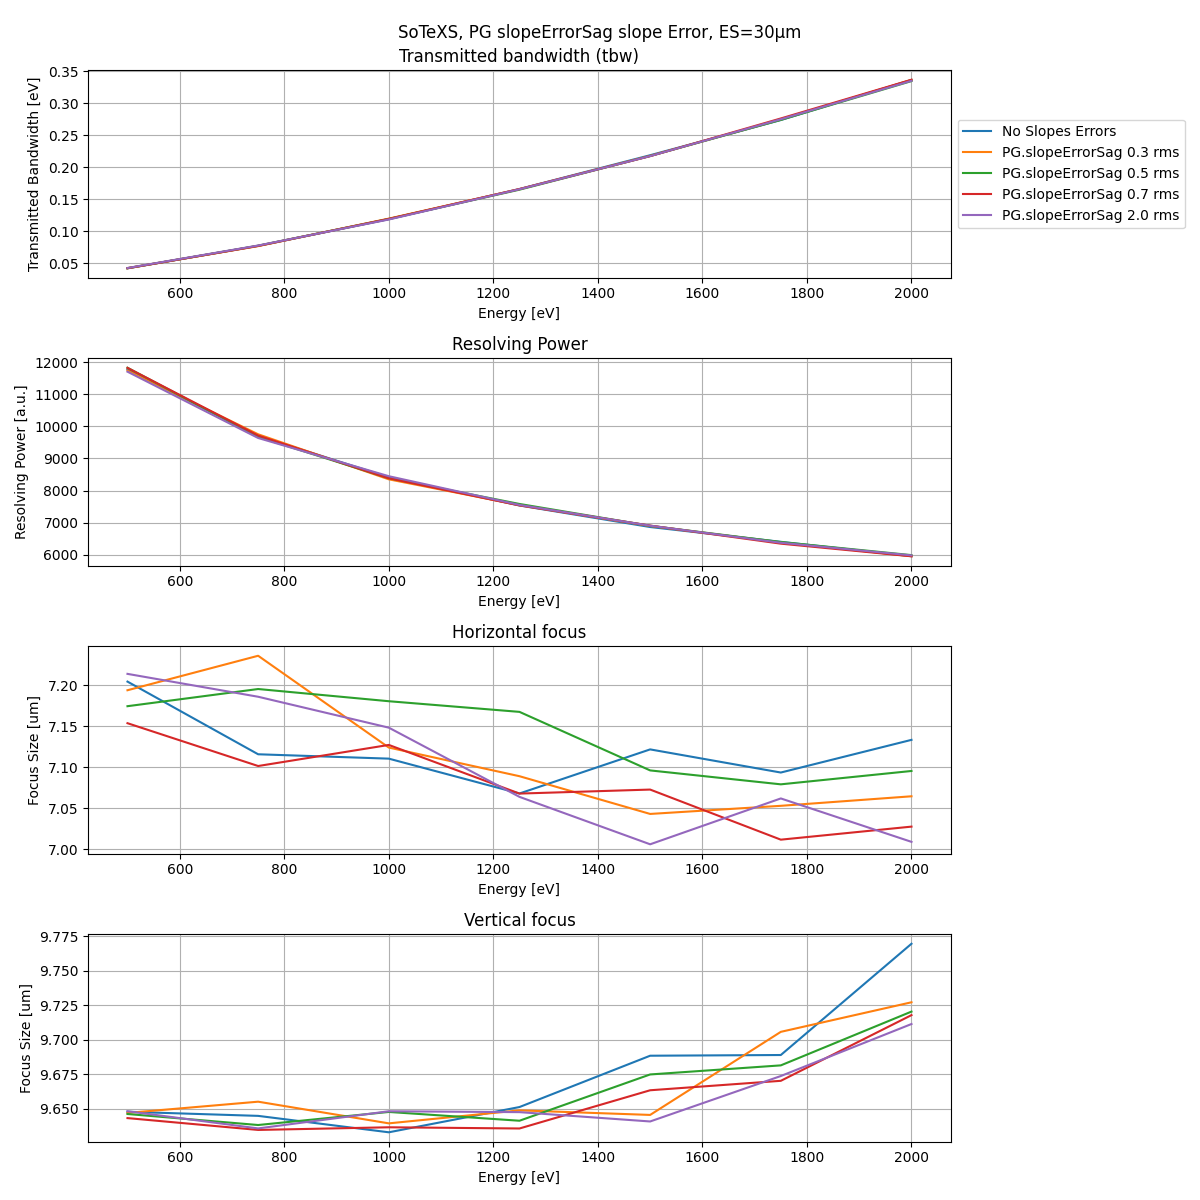 SoTeXS, PG slopeErrorSag slope Error, ES=30µm
Transmitted bandwidth (tbw)
Transmitted Bandwidth [eV]
0.35
0.30
0.25
0.20
0.15
0.10
0.05
600 800 1000 1200 1400 1600 1800 2000
Energy [eV]
No Slopes Errors
PG.slopeErrorSag 0.3 rms
PG.slopeErrorSag 0.5 rms
PG.slopeErrorSag 0.7 rms
PG.slopeErrorSag 2.0 rms
Resolving Power
Resolving Power [a.u.]
12000
11000
10000
9000
8000
7000
6000
600 800 1000 1200 1400 1600 1800 2000
Energy [eV]
Horizontal focus
Focus Size [um]
7.20
7.15
7.10
7.05
7.00
600 800 1000 1200 1400 1600 1800 2000
Energy [eV]
Vertical focus
Focus Size [um]
9.775
9.750
9.725
9.700
9.675
9.650
600 800 1000 1200 1400 1600 1800 2000
Energy [eV]